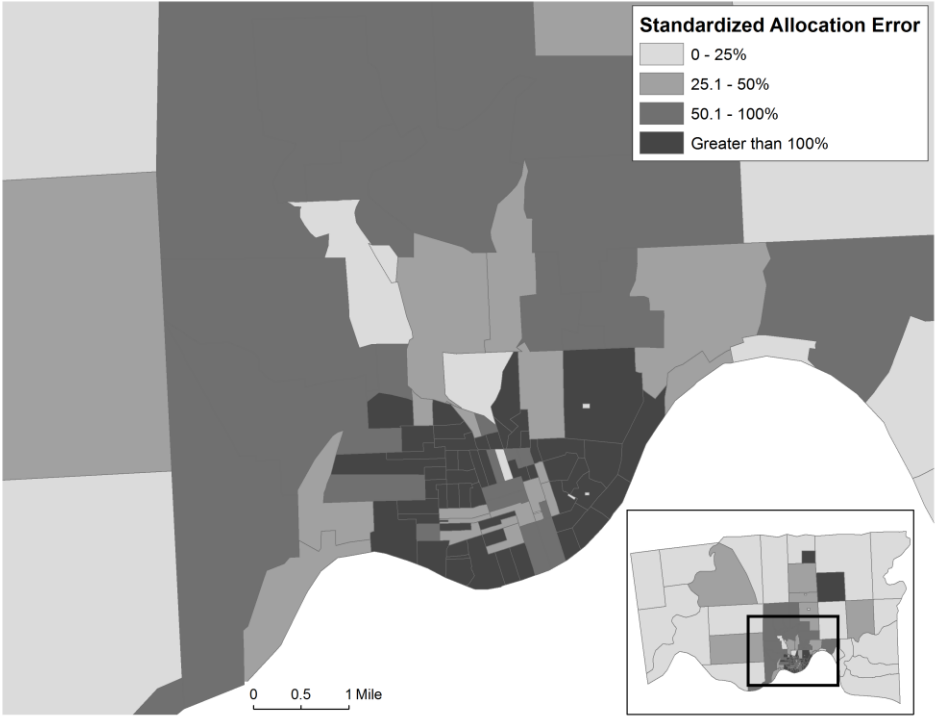 Standardized Allocation Error
0 - 25%
25.1 - 50%
50.1 - 100%
Greater than 100%
0 0.5 1 Mile